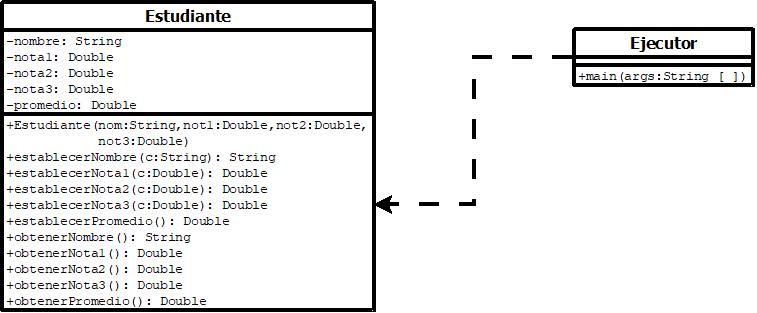 Estudiante
-nombre: String
-nota1: Double
-nota2: Double
-nota3: Double
-promedio: Double
+Estudiante(nom:String,not1:Double,not2:Double,
not3:Double)
+establecerNombre(c:String): String
+establecerNota1(c:Double): Double
+establecerNota2(c:Double): Double
+establecerNota3(c:Double): Double
+establecerPromedio(): Double
+obtenerNombre(): String
+obtenerNota1(): Double
+obtenerNota2(): Double
+obtenerNota3(): Double
+obtenerPromedio(): Double
Ejecutor
+main(args:String [ ])